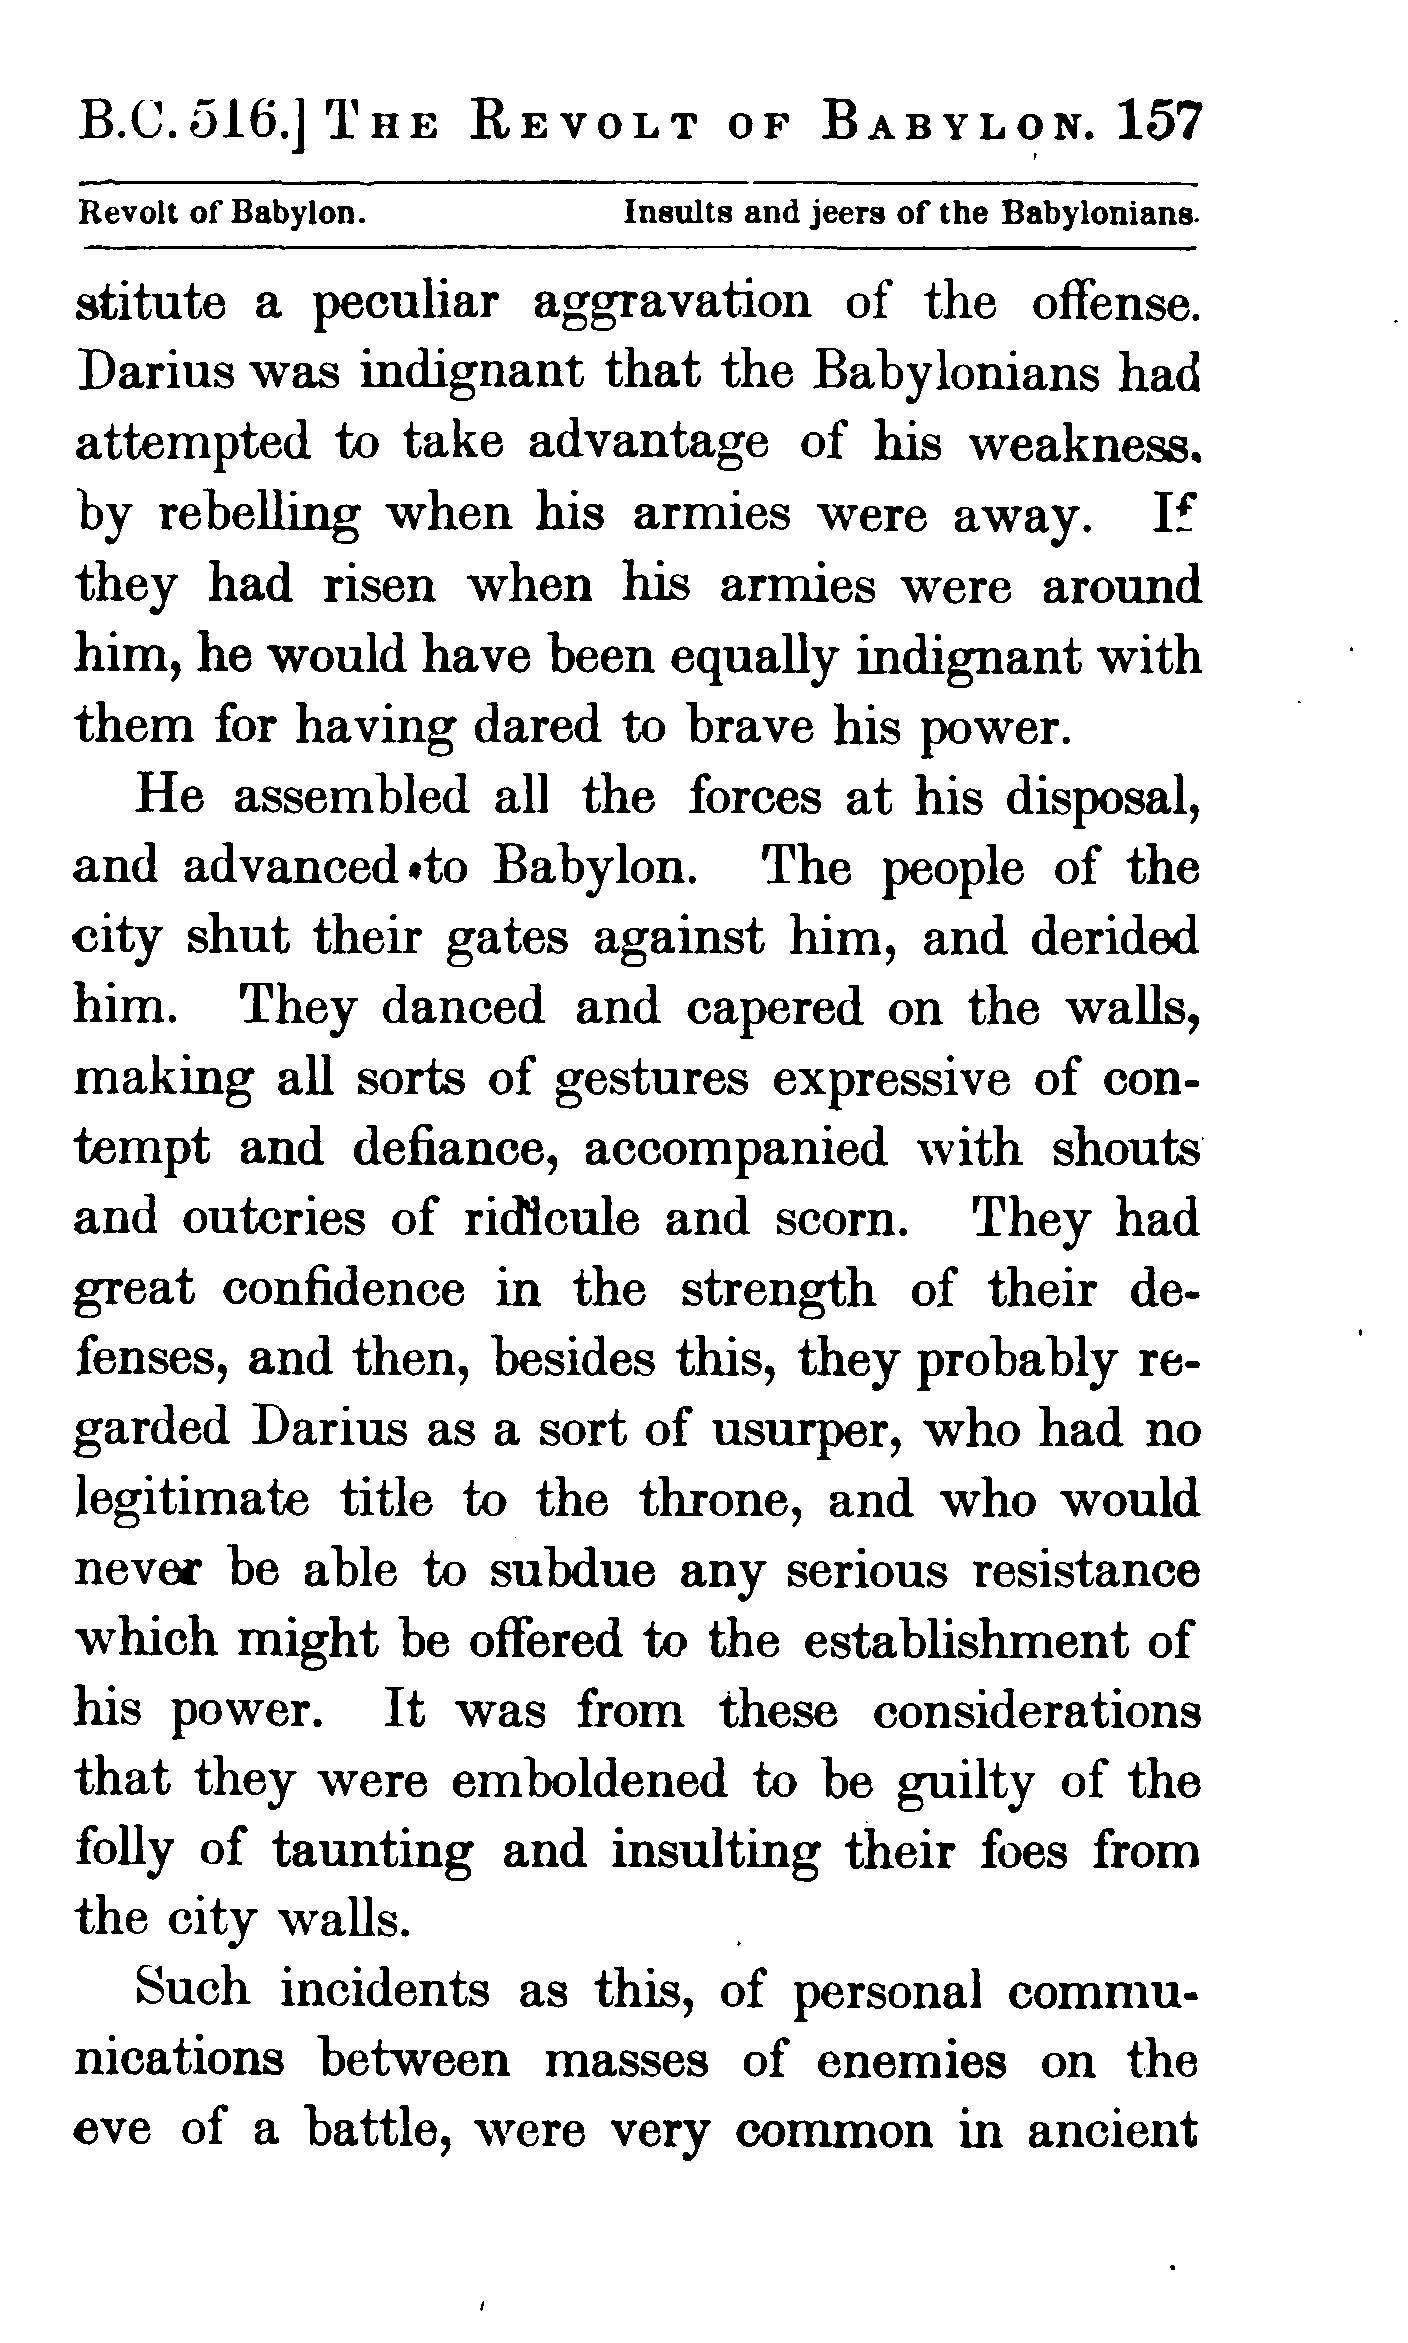 B.C. 516.] THE REVOLT OF BABYLON. 157
Revolt of Babylon. Insults and jeers of the Babylonians.
stitute a peculiar aggravation of the offense.
Darius was indignant that the Babylonians had
attempted to take advantage of his weakness.
by rebelling when his armies were away. If
they had risen when his armies were around
him, he would have been equally indignant with
them for having dared to brave his power.
He assembled all the forces at his disposal,
and advanced to Babylon. The people of the
city shut their gates against him, and derided
him. They danced and capered on the walls,
making all sorts of gestures expressive of con-
tempt and defiance, accompanied with shouts
and outcries of ridicule and scorn. They had
great confidence in the strength of their de-
fenses, and then, besides this, they probably re-
garded Darius as a sort of usurper, who had no
legitimate title to the throne, and who would
never be able to subdue any serious resistance
which might be offered to the establishment of
his power. It was from these considerations
that they were emboldened to be guilty of the
folly of taunting and insulting their foes from
the city walls.
Such incidents as this, of personal commu-
nications between masses of enemies on the
eve of a battle, were very common in ancient